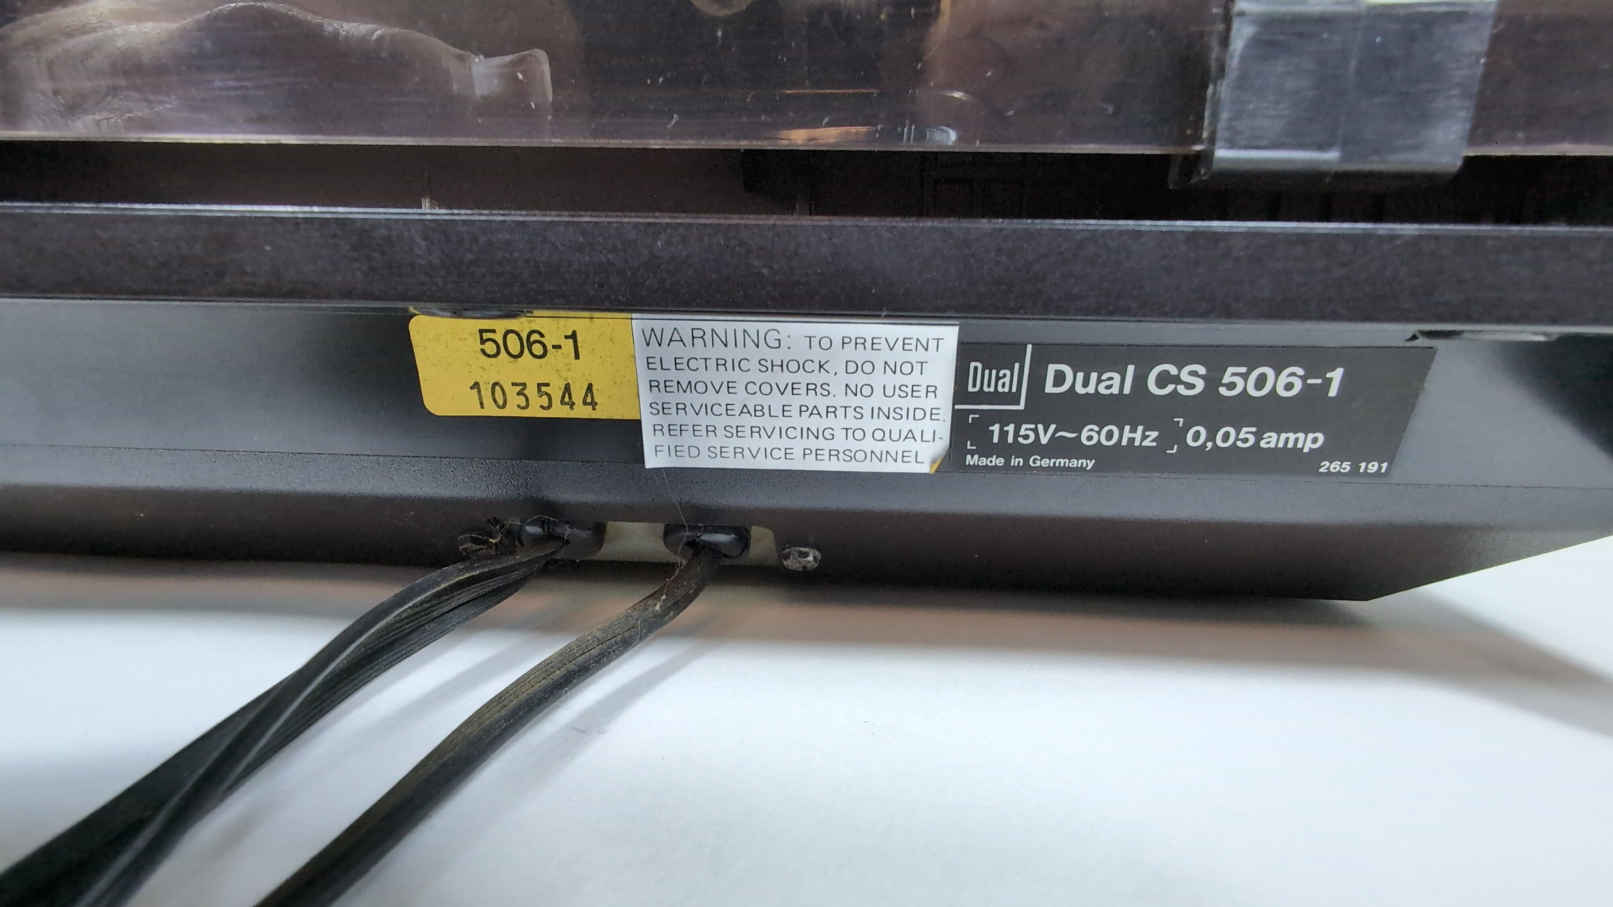 506-1
103544
WARNING: TO PREVENT
ELECTRIC SHOCK, DO NOT
REMOVE COVERS. NO USER
SERVICEABLE PARTS INSIDE.
REFER SERVICING TO QUALI-
FIED SERVICE PERSONNEL
Dual
Dual CS 506-1
115V~60Hz 0,05 amp
Made in Germany
265 191